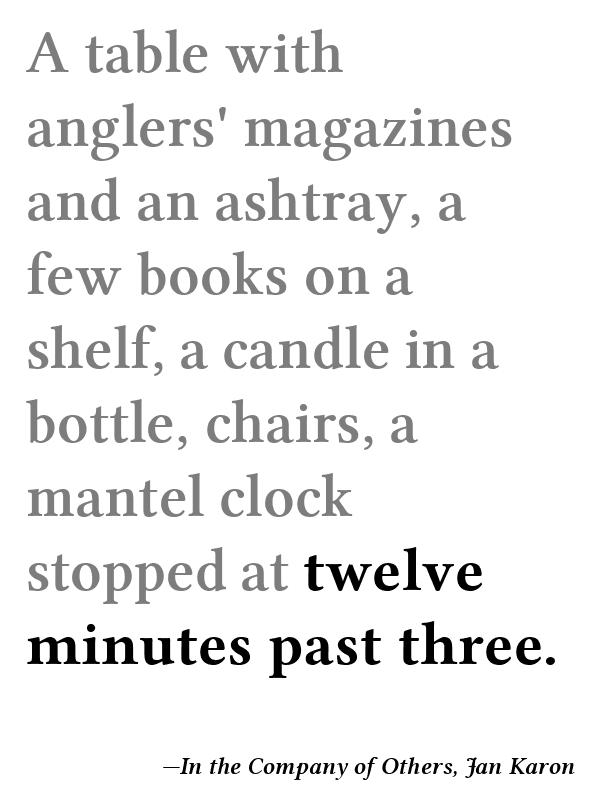 A table with
anglers' magazines
and an ashtray, a
few books on a
shelf, a candle in a
bottle, chairs, a
mantel clock
stopped at twelve
minutes past three.
—In the Company of Others, Jan Karon